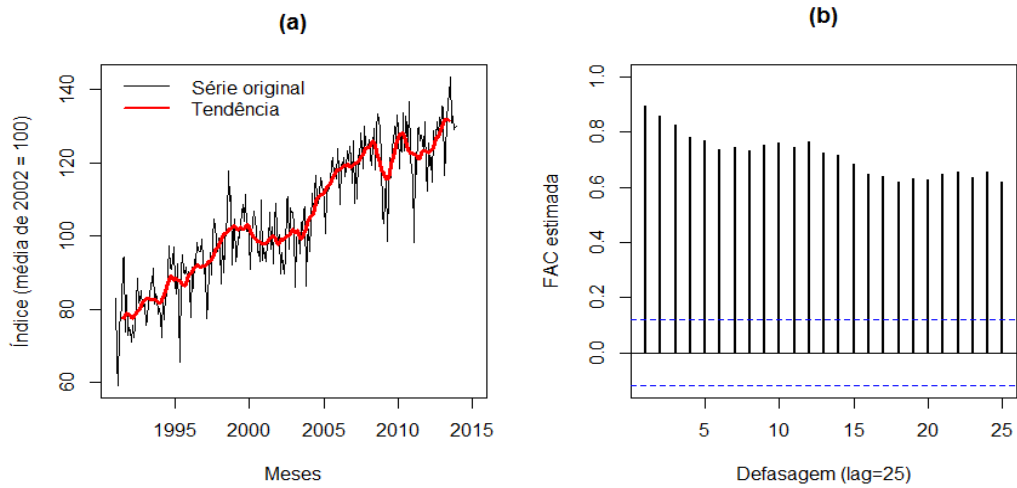 (a)
Série original
Tendência
Índice (média de 2002 = 100)
140
120
100
80
60
1995
2000
2005
2010
2015
Meses
(b)
FAC estimada
1.0
0.8
0.6
0.4
0.2
0.0
5
10
15
20
25
Defasagem (lag=25)